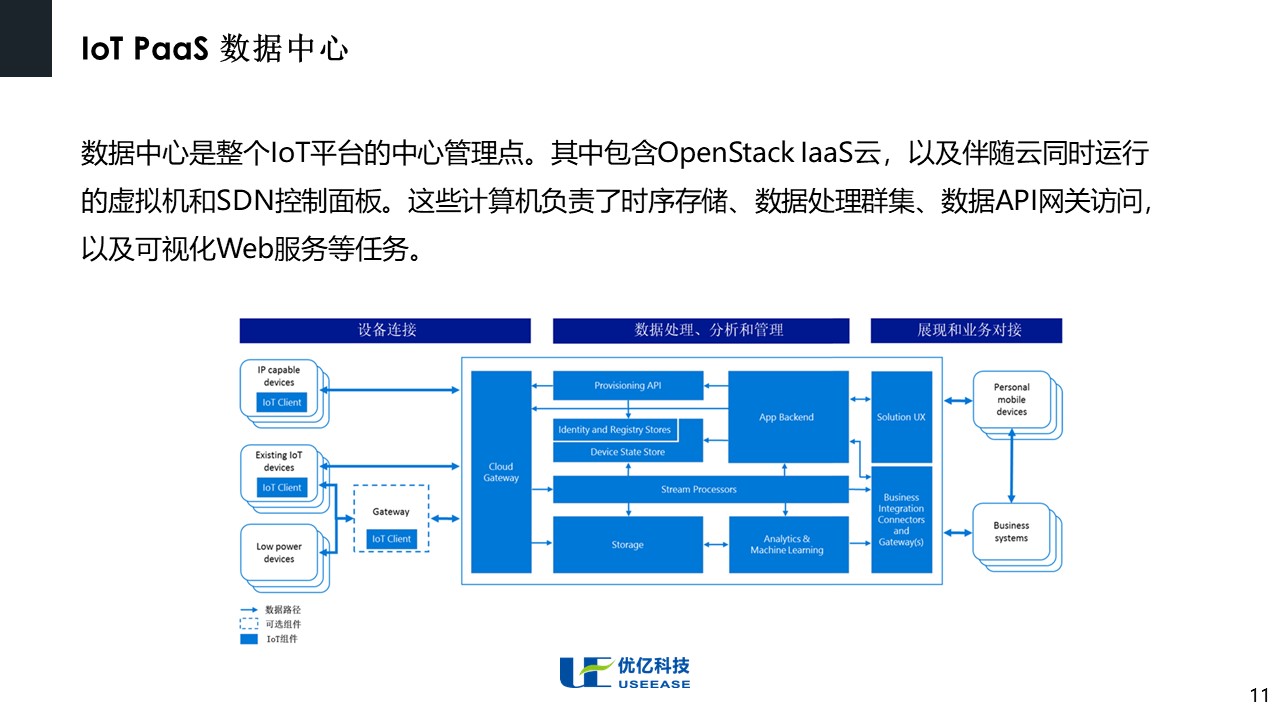 IoT PaaS 数据中心
数据中心是整个IoT平台的中心管理点。其中包含OpenStack IaaS云，以及伴随云同时运行
的虚拟机和SDN控制面板。这些计算机负责了时序存储、数据处理群集、数据API网关访问，
以及可视化Web服务等任务。
设备连接
数据处理、分析和管理
展现和业务对接
IP capable
devices
IoT Client
Existing IoT
devices
IoT Client
Low power
devices
Gateway
IoT Client
Cloud
Gateway
Provisioning API
Identity and Registry Stores
Device State Store
Stream Processors
Storage
App Backend
Analytics &
Machine Learning
Solution UX
Business
Integration
Connectors
and
Gateway(s)
Personal
mobile
devices
Business
systems
数据路径
可选组件
IoT组件
优亿科技
USEEASE
11